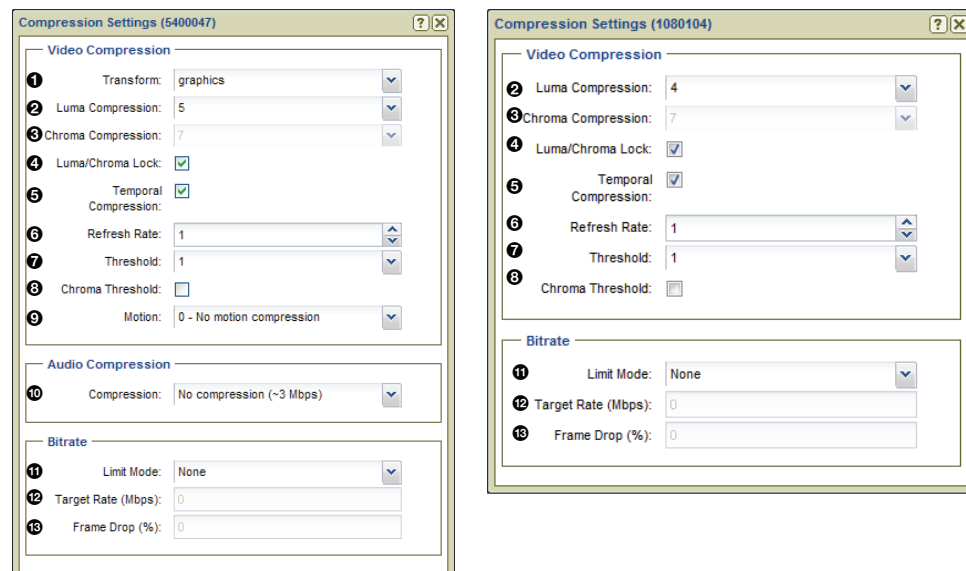 Compression Settings (5400047)
? X
Video Compression
1 Transform: graphics
2 Luma Compression: 5
3 Chroma Compression: 7
4 Luma/Chroma Lock:
5 Temporal
Compression:
6 Refresh Rate: 1
7 Threshold: 1
8 Chroma Threshold:
9 Motion: 0 - No motion compression
Audio Compression
10 Compression: No compression (~3 Mbps)
Bitrate
11 Limit Mode: None
12 Target Rate (Mbps): 0
13 Frame Drop (%): 0
Compression Settings (1080104)
? X
Video Compression
2 Luma Compression: 4
3 Chroma Compression: 7
4 Luma/Chroma Lock:
5 Temporal
Compression:
6 Refresh Rate: 1
7 Threshold: 1
8 Chroma Threshold:
Bitrate
11 Limit Mode: None
12 Target Rate (Mbps): 0
13 Frame Drop (%): 0